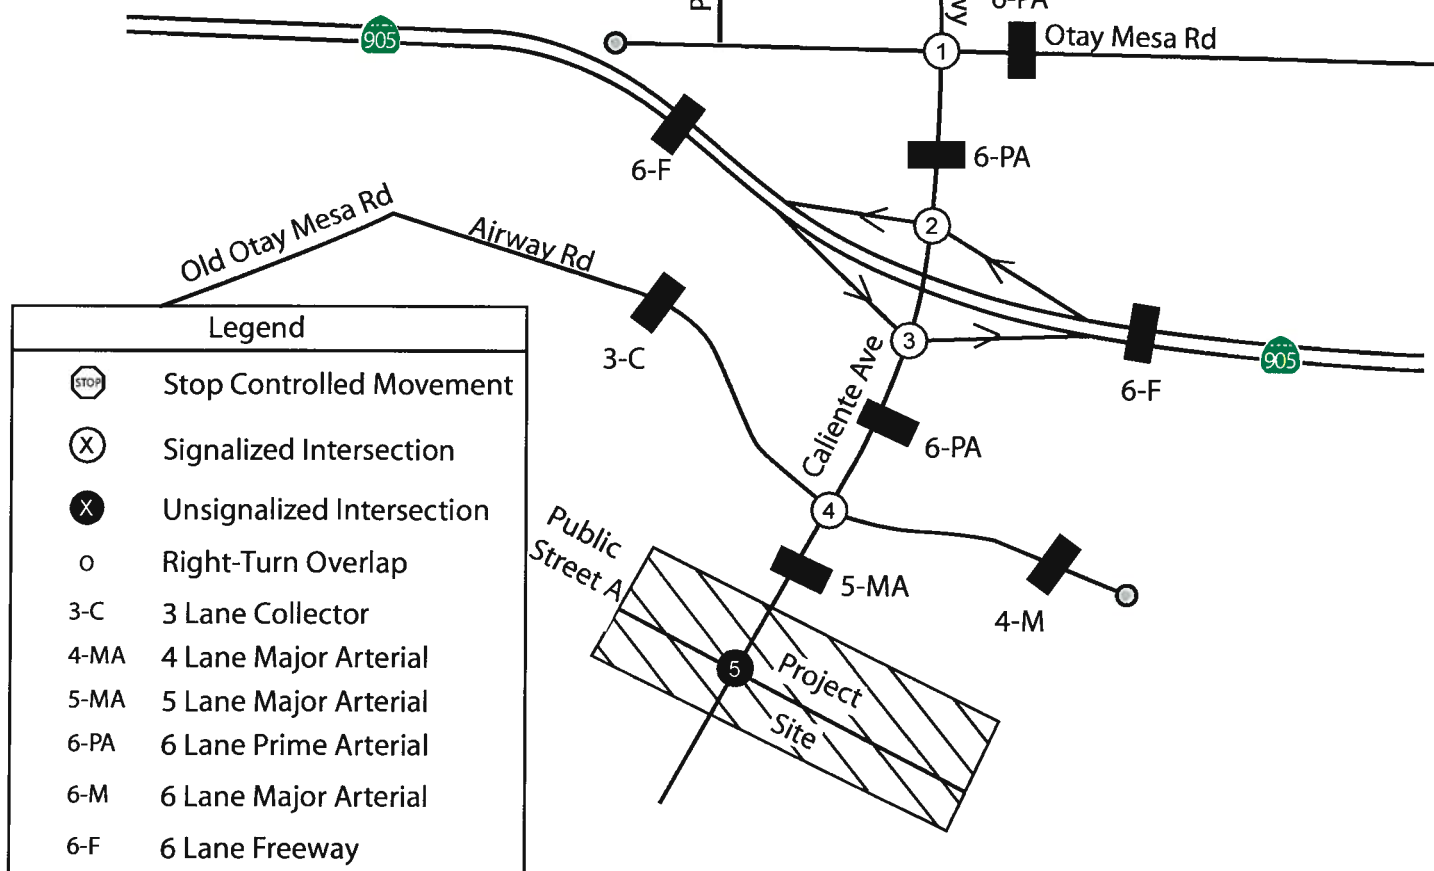 6-PA
905
Otay Mesa Rd
1
6-F
6-PA
Old Otay Mesa Rd
Airway Rd
2
3-C
3
905
6-F
Caliente Ave
6-PA
4
Public
Street A
5-MA
4-M
5
Project
Site
Legend
STOP Stop Controlled Movement
X Signalized Intersection
X Unsignalized Intersection
o Right-Turn Overlap
3-C 3 Lane Collector
4-MA 4 Lane Major Arterial
5-MA 5 Lane Major Arterial
6-PA 6 Lane Prime Arterial
6-M 6 Lane Major Arterial
6-F 6 Lane Freeway